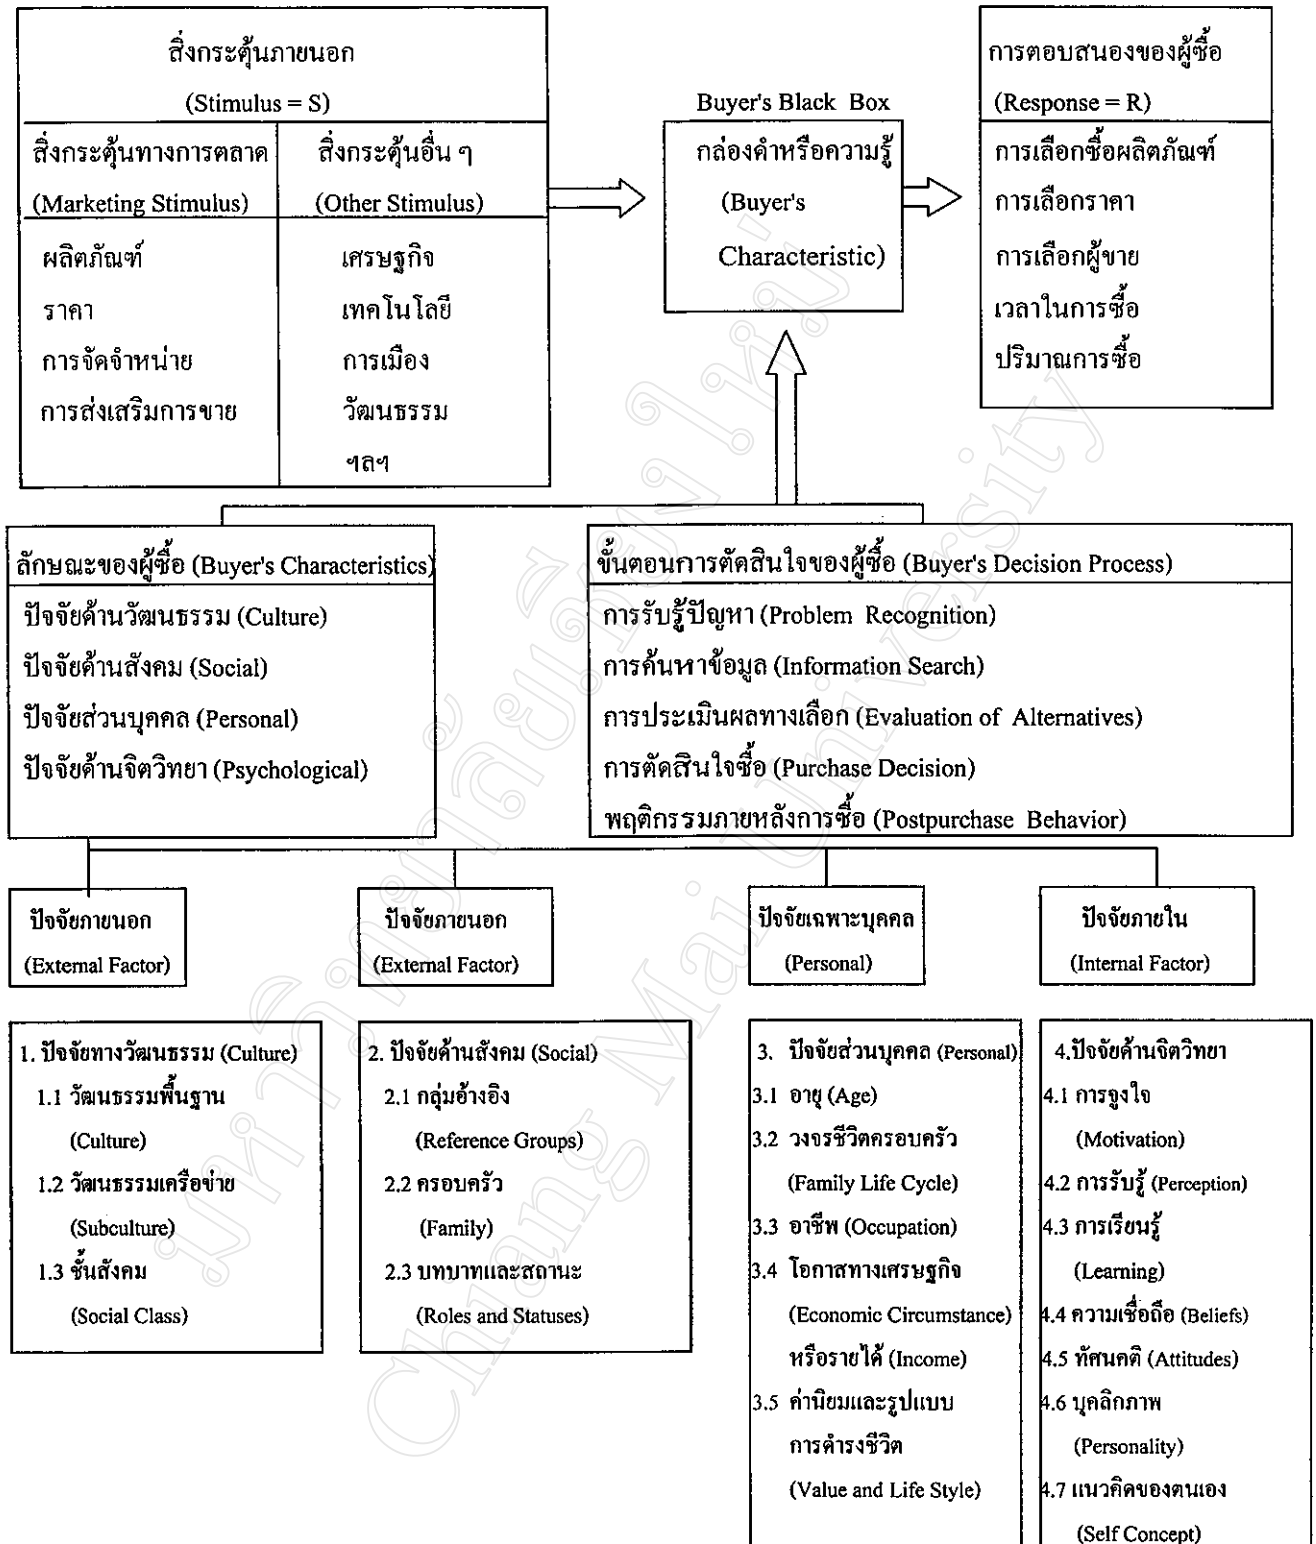 สิ่งกระตุ้นภายนอก
(Stimulus = S)
สิ่งกระตุ้นทางการตลาด
(Marketing Stimulus)
ผลิตภัณฑ์
ราคา
การจัดจำหน่าย
การส่งเสริมการขาย
สิ่งกระตุ้นอื่น ๆ
(Other Stimulus)
เศรษฐกิจ
เทคโนโลยี
การเมือง
วัฒนธรรม
ฯลฯ
Buyer's Black Box
กล่องดำหรือความรู้
(Buyer's
Characteristic)
การตอบสนองของผู้ซื้อ
(Response = R)
การเลือกซื้อผลิตภัณฑ์
การเลือกราคา
การเลือกผู้ขาย
เวลาในการซื้อ
ปริมาณการซื้อ
ลักษณะของผู้ซื้อ (Buyer's Characteristics)
ปัจจัยด้านวัฒนธรรม (Culture)
ปัจจัยด้านสังคม (Social)
ปัจจัยส่วนบุคคล (Personal)
ปัจจัยด้านจิตวิทยา (Psychological)
ขั้นตอนการตัดสินใจของผู้ซื้อ (Buyer's Decision Process)
การรับรู้ปัญหา (Problem Recognition)
การค้นหาข้อมูล (Information Search)
การประเมินผลทางเลือก (Evaluation of Alternatives)
การตัดสินใจซื้อ (Purchase Decision)
พฤติกรรมภายหลังการซื้อ (Postpurchase Behavior)
ปัจจัยภายนอก
(External Factor)
ปัจจัยภายนอก
(External Factor)
ปัจจัยเฉพาะบุคคล
(Personal)
ปัจจัยภายใน
(Internal Factor)
1. ปัจจัยทางวัฒนธรรม (Culture)
1.1 วัฒนธรรมพื้นฐาน
(Culture)
1.2 วัฒนธรรมเครือข่าย
(Subculture)
1.3 ชั้นสังคม
(Social Class)
2. ปัจจัยด้านสังคม (Social)
2.1 กลุ่มอ้างอิง
(Reference Groups)
2.2 ครอบครัว
(Family)
2.3 บทบาทและสถานะ
(Roles and Statuses)
3. ปัจจัยส่วนบุคคล (Personal)
3.1 อายุ (Age)
3.2 วงจรชีวิตครอบครัว
(Family Life Cycle)
3.3 อาชีพ (Occupation)
3.4 โอกาสทางเศรษฐกิจ
(Economic Circumstance)
หรือรายได้ (Income)
3.5 ค่านิยมและรูปแบบ
การดำรงชีวิต
(Value and Life Style)
4.ปัจจัยด้านจิตวิทยา
4.1 การจูงใจ
(Motivation)
4.2 การรับรู้ (Perception)
4.3 การเรียนรู้
(Learning)
4.4 ความเชื่อถือ (Beliefs)
4.5 ทัศนคติ (Attitudes)
4.6 บุคลิกภาพ
(Personality)
4.7 แนวคิดของตนเอง
(Self Concept)
มหาวิทยาลัยเชียงใหม่
Chiang Mai University